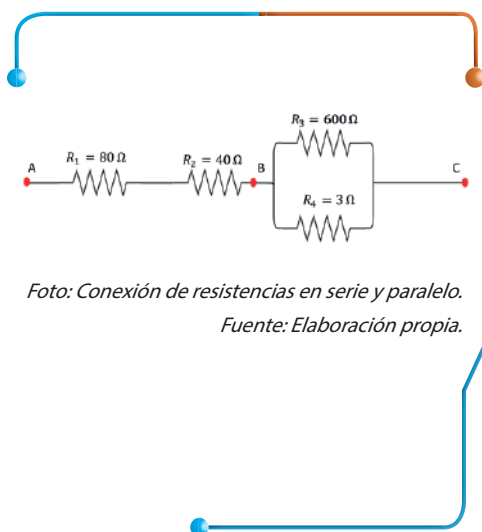 R₃ = 600 Ω
A R₁ = 80 Ω R₂ = 40 Ω B C
R₄ = 3 Ω
Foto: Conexión de resistencias en serie y paralelo.
Fuente: Elaboración propia.